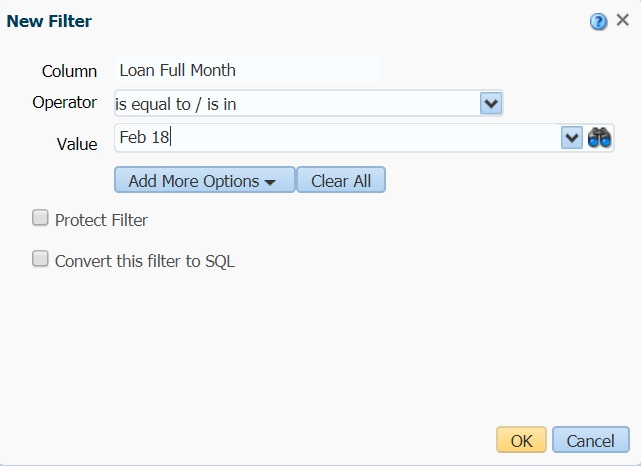 New Filter
Column Loan Full Month
Operator is equal to / is in
Value Feb 18
Add More Options Clear All
Protect Filter
Convert this filter to SQL
OK Cancel